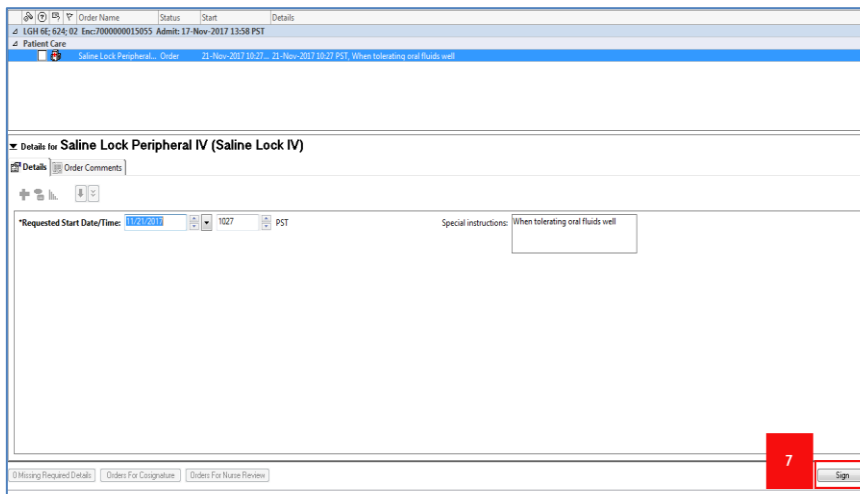 Order Name Status Start Details
LGH 6E; 624; 02 Enc:7000000015055 Admit: 17-Nov-2017 13:58 PST
Patient Care
Saline Lock Peripheral... Order 21-Nov-2017 10:27... 21-Nov-2017 10:27 PST, When tolerating oral fluids well
Details for Saline Lock Peripheral IV (Saline Lock IV)
Details Order Comments
*Requested Start Date/Time: 11/21/2017 1027 PST Special instructions: When tolerating oral fluids well
7
0 Missing Required Details Orders For Cosignature Orders For Nurse Review Sign